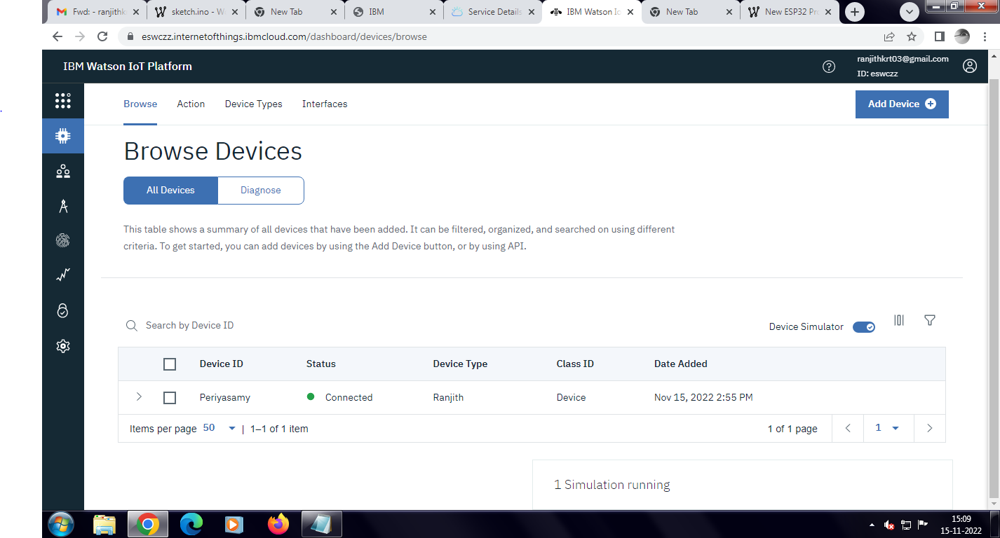 Fwd: - ranjithk
sketch.ino - W
New Tab
IBM
Service Details
IBM Watson Io
New Tab
New ESP32 Pro
eswczz.internetofthings.ibmcloud.com/dashboard/devices/browse
IBM Watson IoT Platform
ranjithkrt03@gmail.com
ID: eswczz
Browse
Action
Device Types
Interfaces
Add Device
Browse Devices
All Devices
Diagnose
This table shows a summary of all devices that have been added. It can be filtered, organized, and searched on using different
criteria. To get started, you can add devices by using the Add Device button, or by using API.
Search by Device ID
Device Simulator
Device ID Status Device Type Class ID Date Added
Periyasamy Connected Ranjith Device Nov 15, 2022 2:55 PM
Items per page 50 | 1–1 of 1 item 1 of 1 page 1
1 Simulation running
15:09
15-11-2022